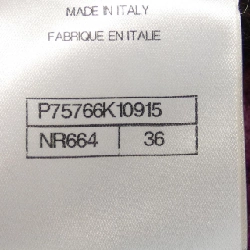 MADE IN ITALY
FABRIQUE EN ITALIE
P75766K10915
NR664 36